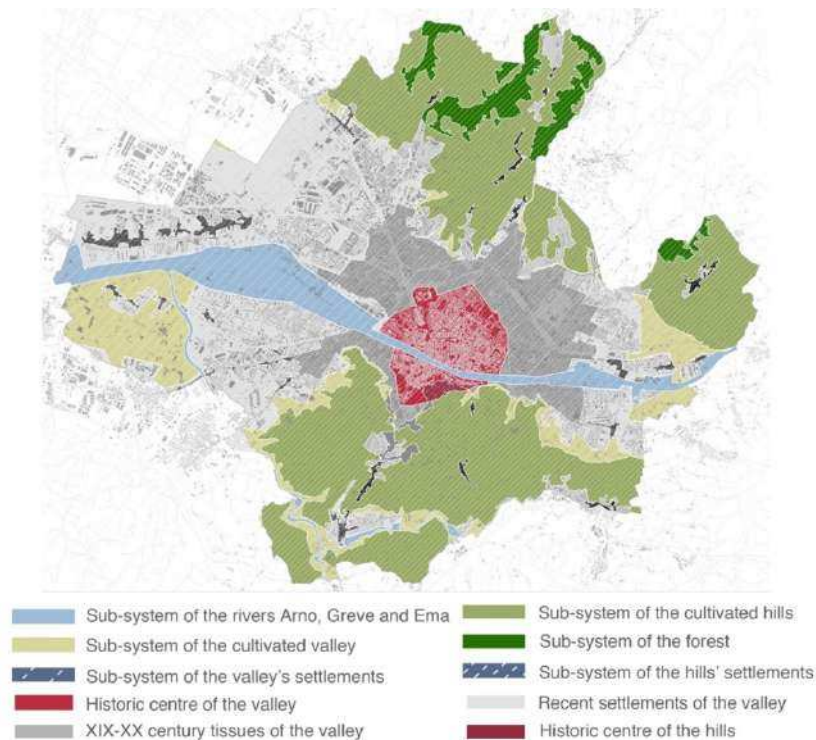 Sub-system of the rivers Arno, Greve and Ema
Sub-system of the cultivated valley
Sub-system of the valley's settlements
Historic centre of the valley
XIX-XX century tissues of the valley
Sub-system of the cultivated hills
Sub-system of the forest
Sub-system of the hills' settlements
Recent settlements of the valley
Historic centre of the hills